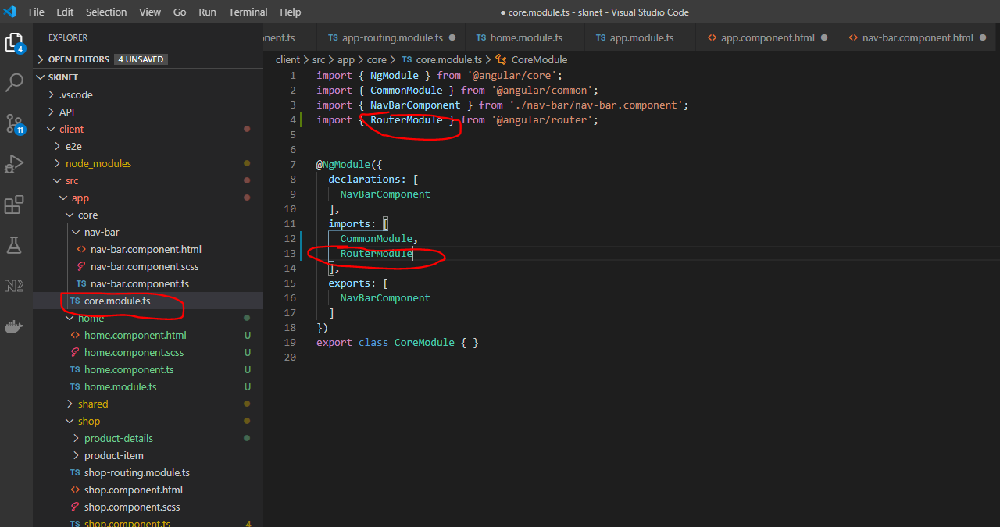 File Edit Selection View Go Run Terminal Help ● core.module.ts - skinet - Visual Studio Code
EXPLORER
nent.ts TS app-routing.module.ts TS home.module.ts TS app.module.ts <> app.component.html <> nav-bar.component.html
OPEN EDITORS 4 UNSAVED
client > src > app > core > TS core.module.ts > CoreModule
SKINET
.vscode
API
client
e2e
node_modules
src
app
core
nav-bar
<> nav-bar.component.html
nav-bar.component.scss
TS nav-bar.component.ts
TS core.module.ts
home
<> home.component.html U
home.component.scss U
TS home.component.ts U
TS home.module.ts U
shared
shop
product-details
product-item
TS shop-routing.module.ts
<> shop.component.html
shop.component.scss
TS shop.component.ts 4
4
11
N2
1 import { NgModule } from '@angular/core';
2 import { CommonModule } from '@angular/common';
3 import { NavBarComponent } from './nav-bar/nav-bar.component';
4 import { RouterModule } from '@angular/router';
5
6
7 @NgModule({
8 declarations: [
9 NavBarComponent
10 ],
11 imports: [
12 CommonModule,
13 RouterModule
14 ],
15 exports: [
16 NavBarComponent
17 ]
18 })
19 export class CoreModule { }
20